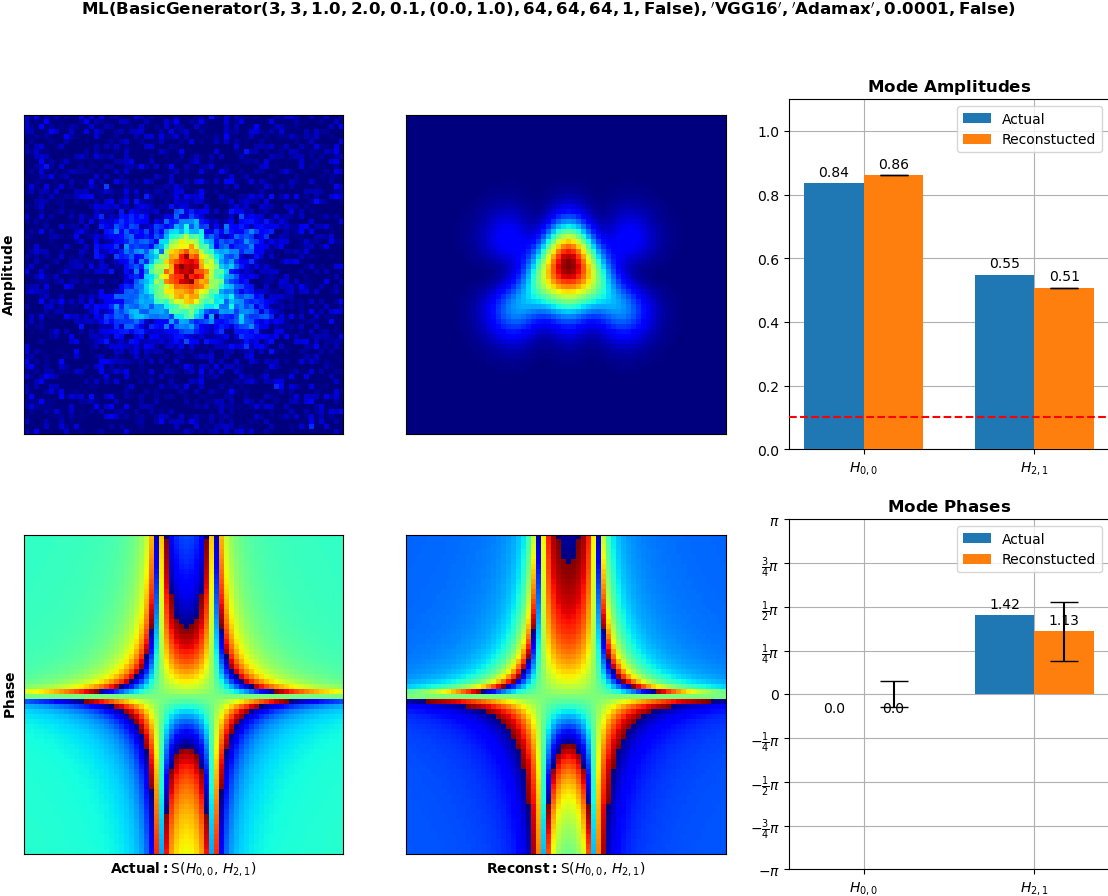 ML(BasicGenerator(3, 3, 1.0, 2.0, 0.1, (0.0, 1.0), 64, 64, 64, 1, False), ′VGG16′, ′Adamax′, 0.0001, False)
Amplitude
Mode Amplitudes
Actual
Reconstucted
1.0
0.8
0.6
0.4
0.2
0.0
0.84
0.86
0.55
0.51
H0,0
H2,1
Phase
Actual: S(H0,0, H2,1)
Reconst: S(H0,0, H2,1)
Mode Phases
Actual
Reconstucted
π
3/4π
1/2π
1/4π
0
−1/4π
−1/2π
−3/4π
−π
0.0
0.0
1.42
1.13
H0,0
H2,1